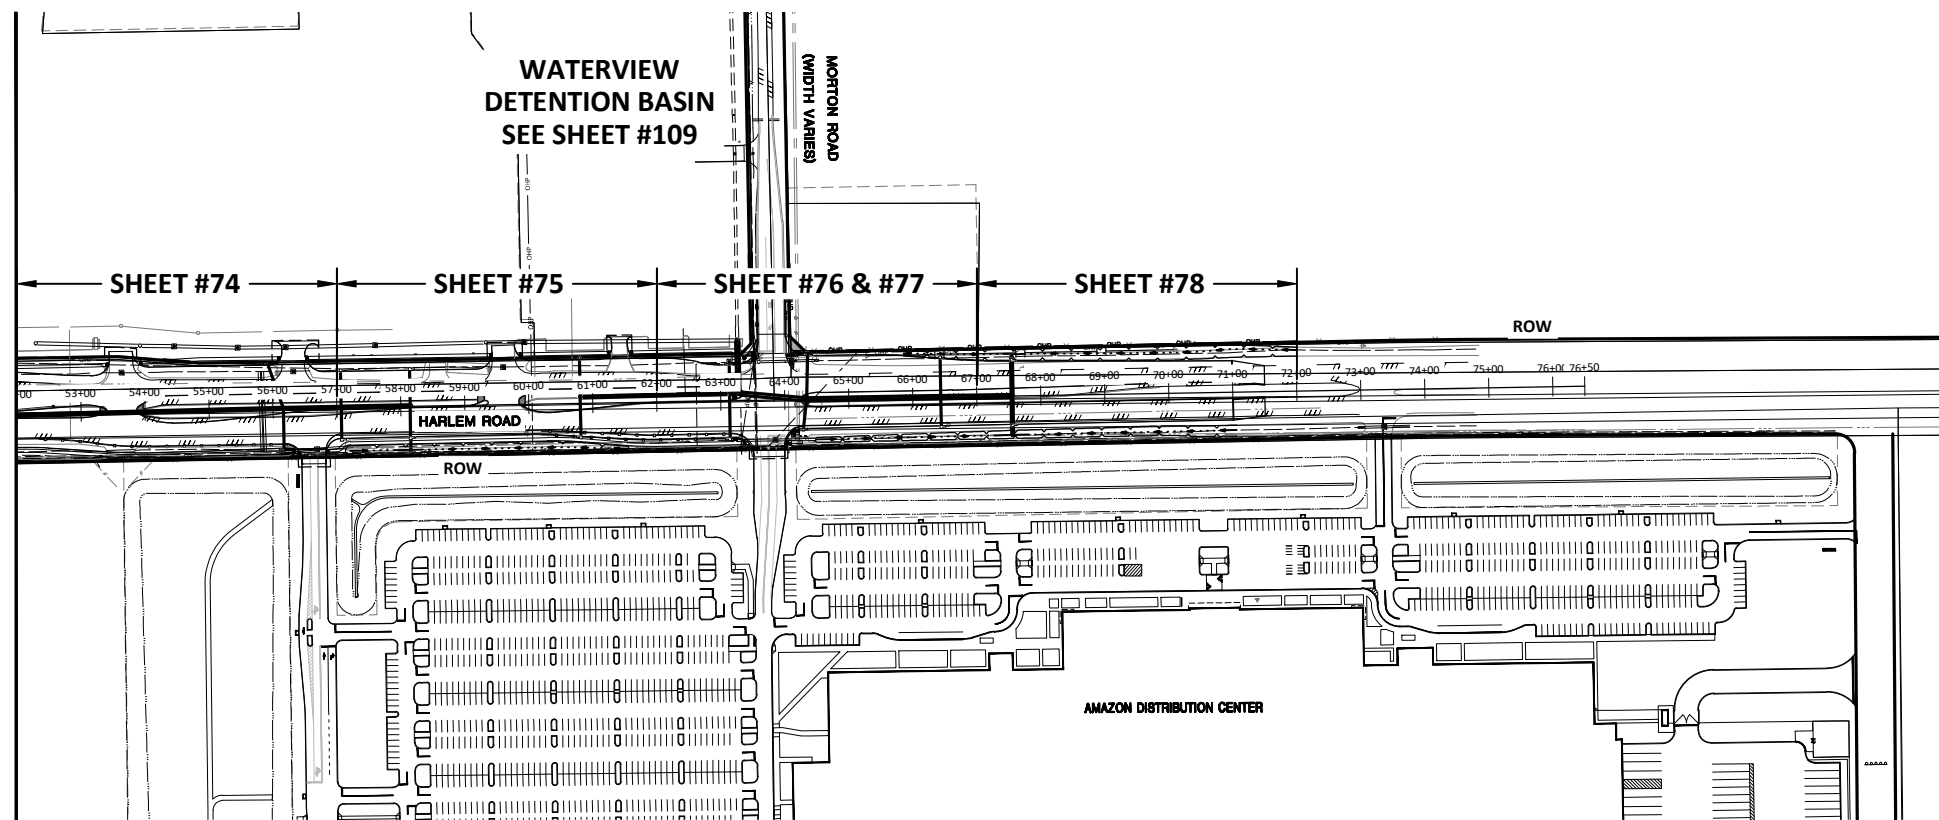 WATERVIEW
DETENTION BASIN
SEE SHEET #109
MORTON ROAD
(WIDTH VARIES)
OHP
OHP
OHP
SHEET #74
SHEET #75
SHEET #76 & #77
SHEET #78
ROW
53+00
54+00
55+00
56+00
57+00
58+00
59+00
60+00
61+00
62+00
63+00
64+00
65+00
66+00
67+00
68+00
69+00
70+00
71+00
72+00
73+00
74+00
75+00
76+50
HARLEM ROAD
ROW
AMAZON DISTRIBUTION CENTER